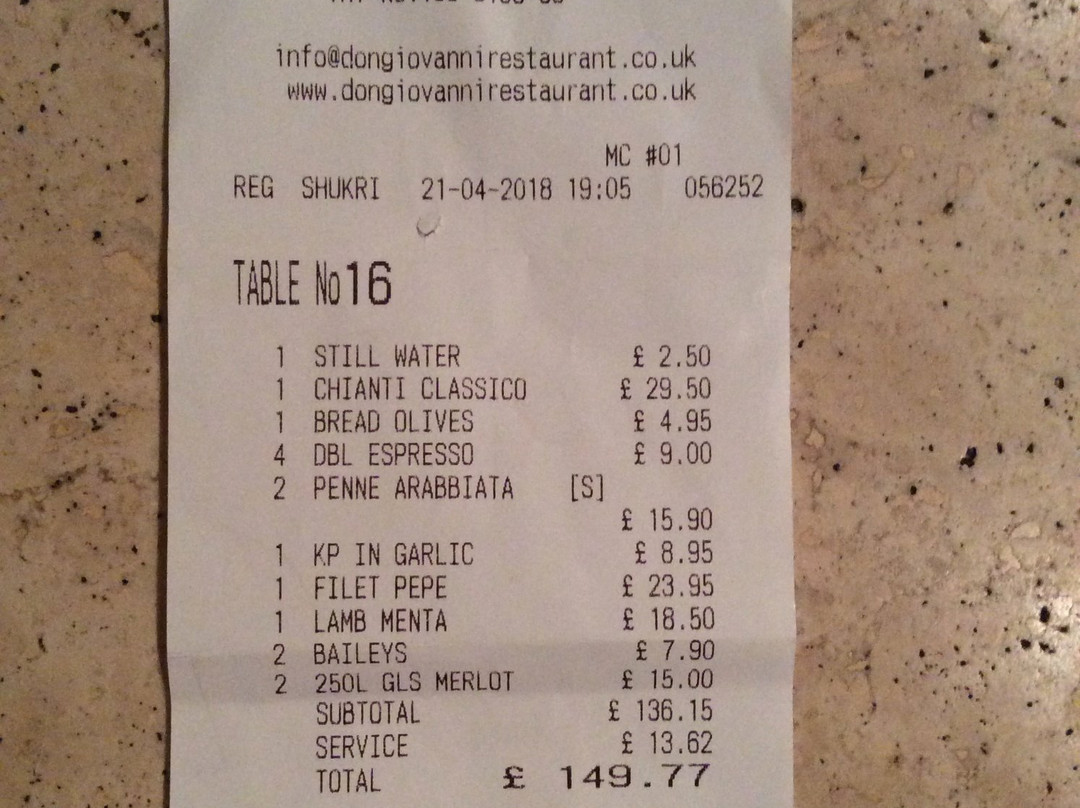 info@dongiovannirestaurant.co.uk
www.dongiovannirestaurant.co.uk
MC #01
REG SHUKRI 21-04-2018 19:05 056252
TABLE No16
1 STILL WATER £ 2.50
1 CHIANTI CLASSICO £ 29.50
1 BREAD OLIVES £ 4.95
4 DBL ESPRESSO £ 9.00
2 PENNE ARABBIATA [S]
£ 15.90
1 KP IN GARLIC £ 8.95
1 FILET PEPE £ 23.95
1 LAMB MENTA £ 18.50
2 BAILEYS £ 7.90
2 250L GLS MERLOT £ 15.00
SUBTOTAL £ 136.15
SERVICE £ 13.62
TOTAL £ 149.77